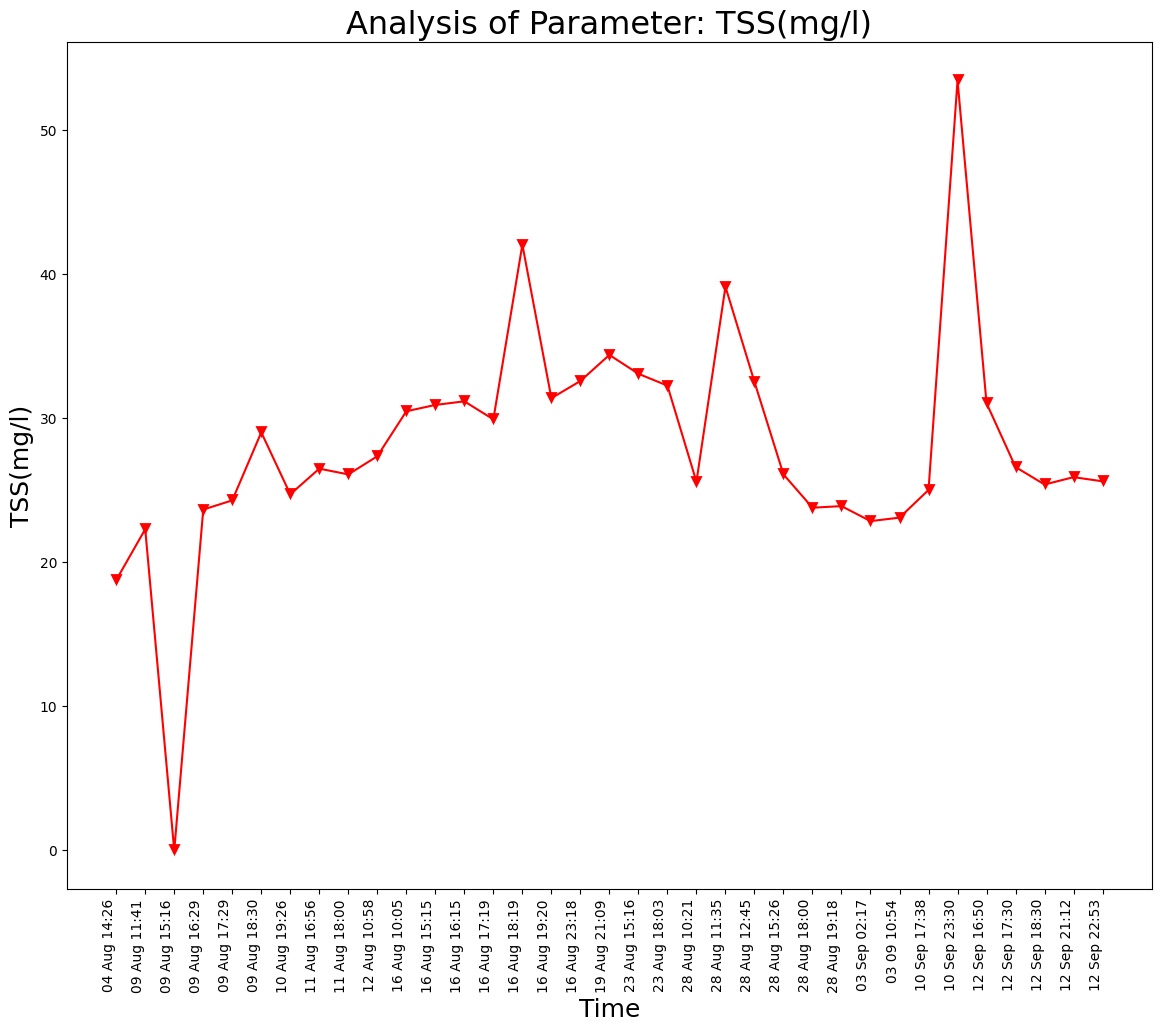 Analysis of Parameter: TSS(mg/l)
TSS(mg/l)
50
40
30
20
10
0
04 Aug 14:26
09 Aug 11:41
09 Aug 15:16
09 Aug 16:29
09 Aug 17:29
09 Aug 18:30
10 Aug 19:26
11 Aug 16:56
11 Aug 18:00
12 Aug 10:58
16 Aug 10:05
16 Aug 15:15
16 Aug 16:15
16 Aug 17:19
16 Aug 18:19
16 Aug 19:20
16 Aug 23:18
19 Aug 21:09
23 Aug 15:16
23 Aug 18:03
28 Aug 10:21
28 Aug 11:35
28 Aug 12:45
28 Aug 15:26
28 Aug 18:00
28 Aug 19:18
03 Sep 02:17
03 09 10:54
10 Sep 17:38
10 Sep 23:30
12 Sep 16:50
12 Sep 17:30
12 Sep 18:30
12 Sep 21:12
12 Sep 22:53
Time